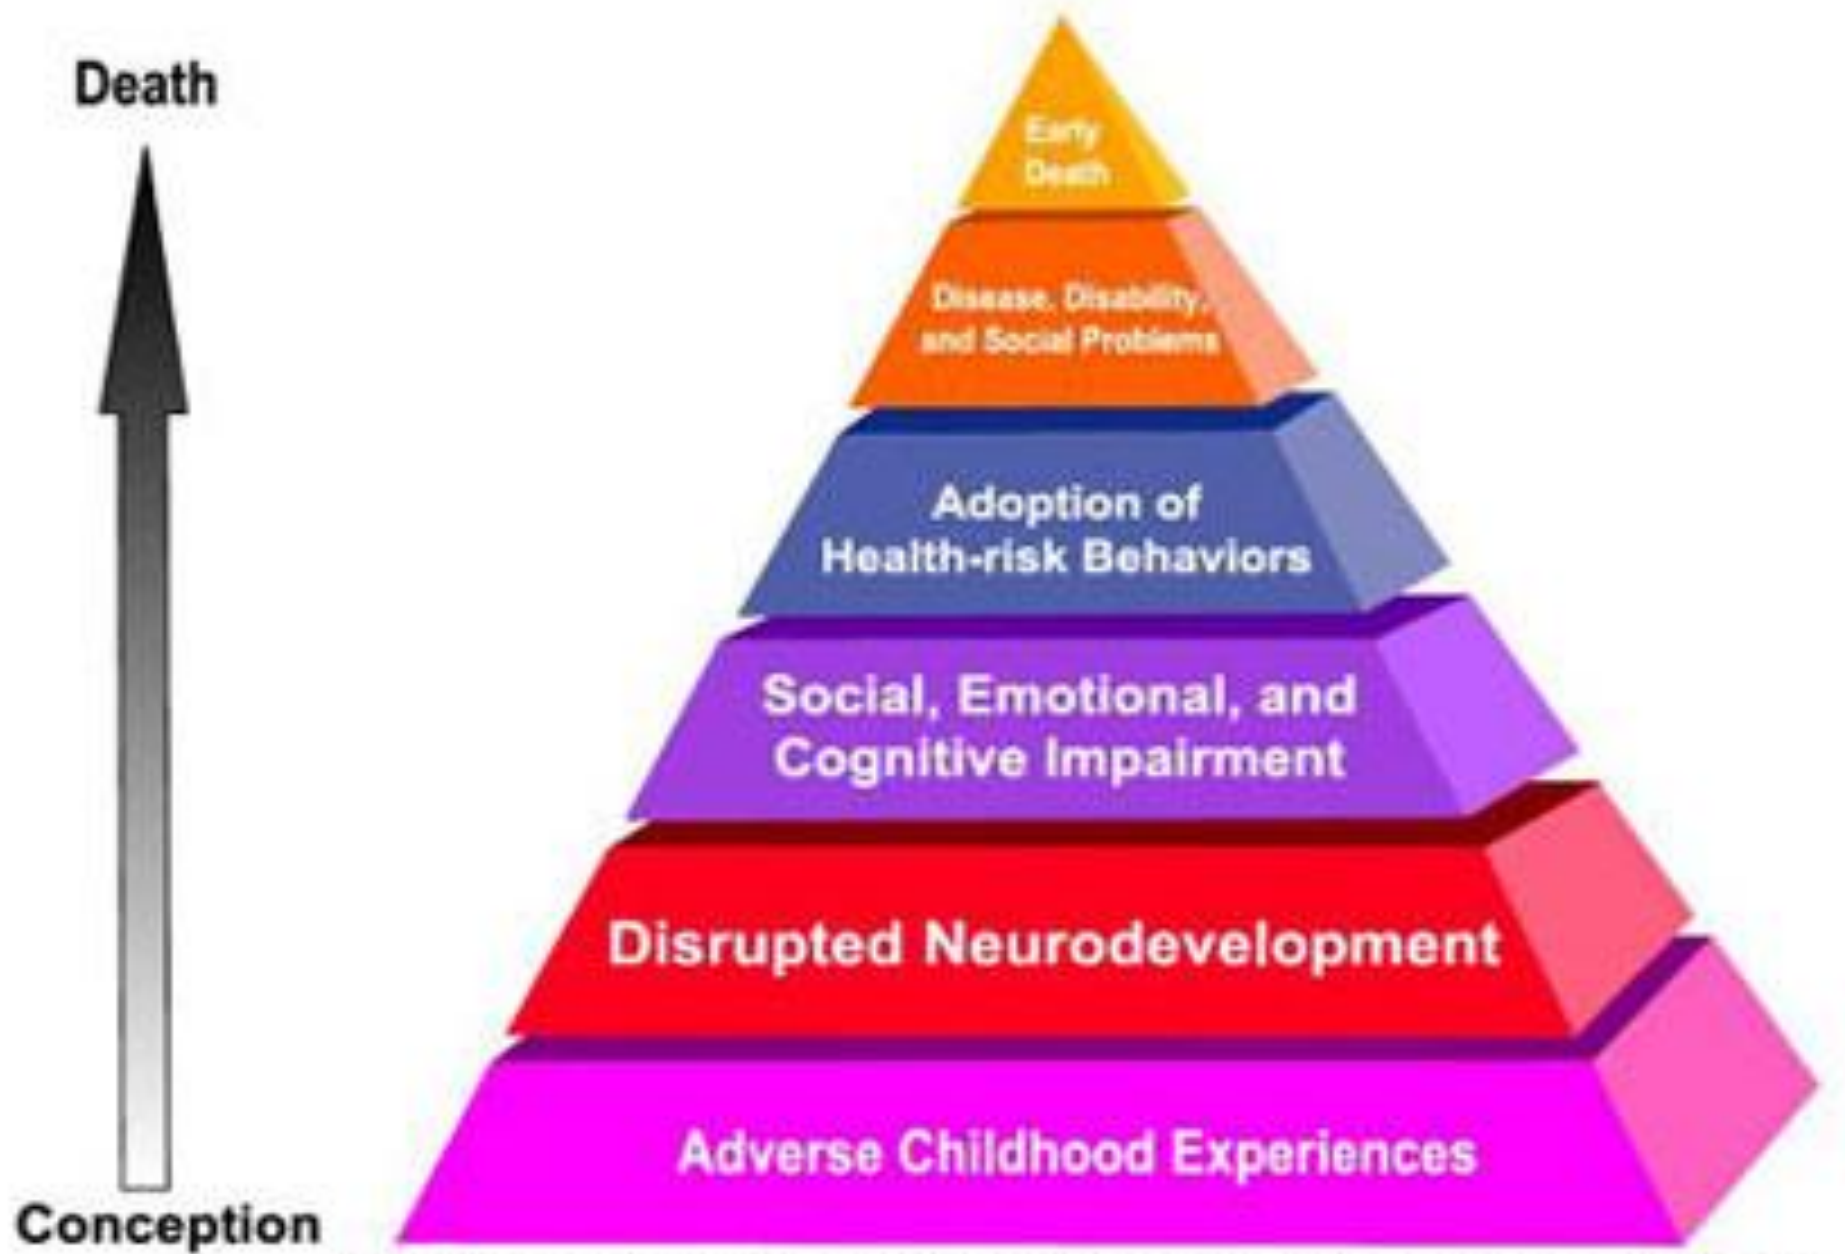 Death
Early
Death
Disease, Disability,
and Social Problems
Adoption of
Health-risk Behaviors
Social, Emotional, and
Cognitive Impairment
Disrupted Neurodevelopment
Adverse Childhood Experiences
Conception